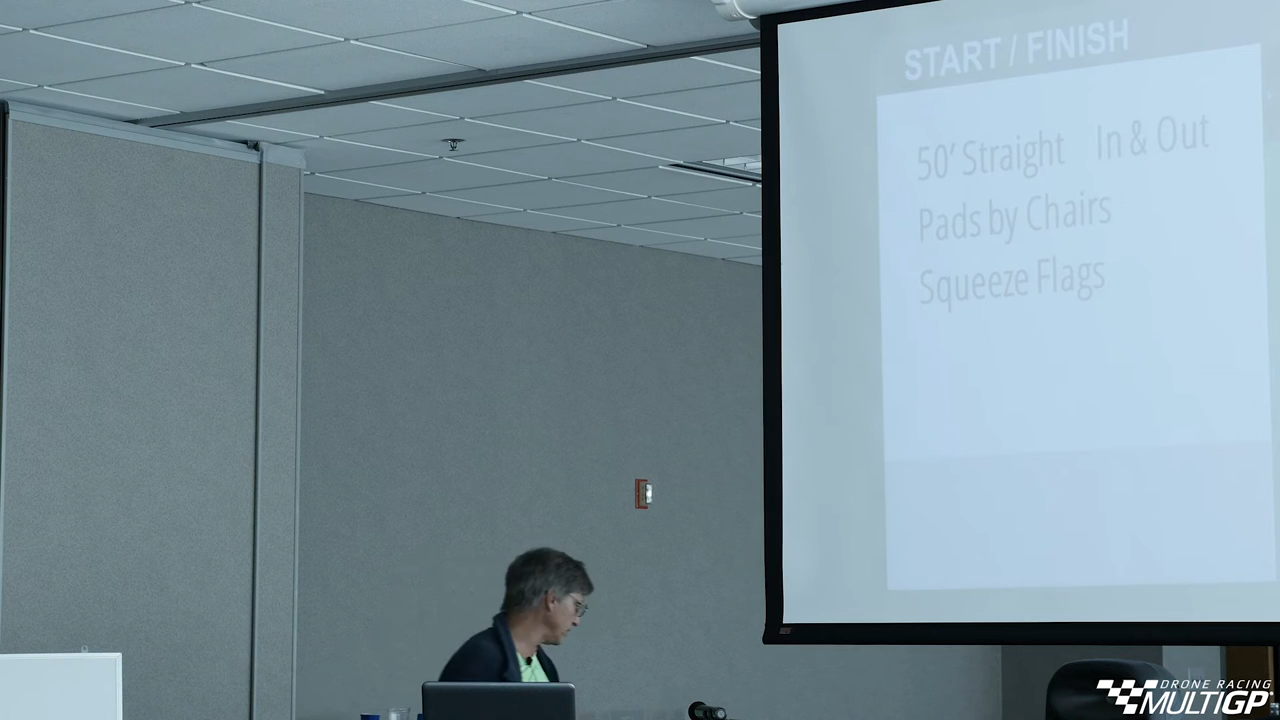 START / FINISH
50' Straight In & Out
Pads by Chairs
Squeeze Flags
DRONE RACING
MULTIGP